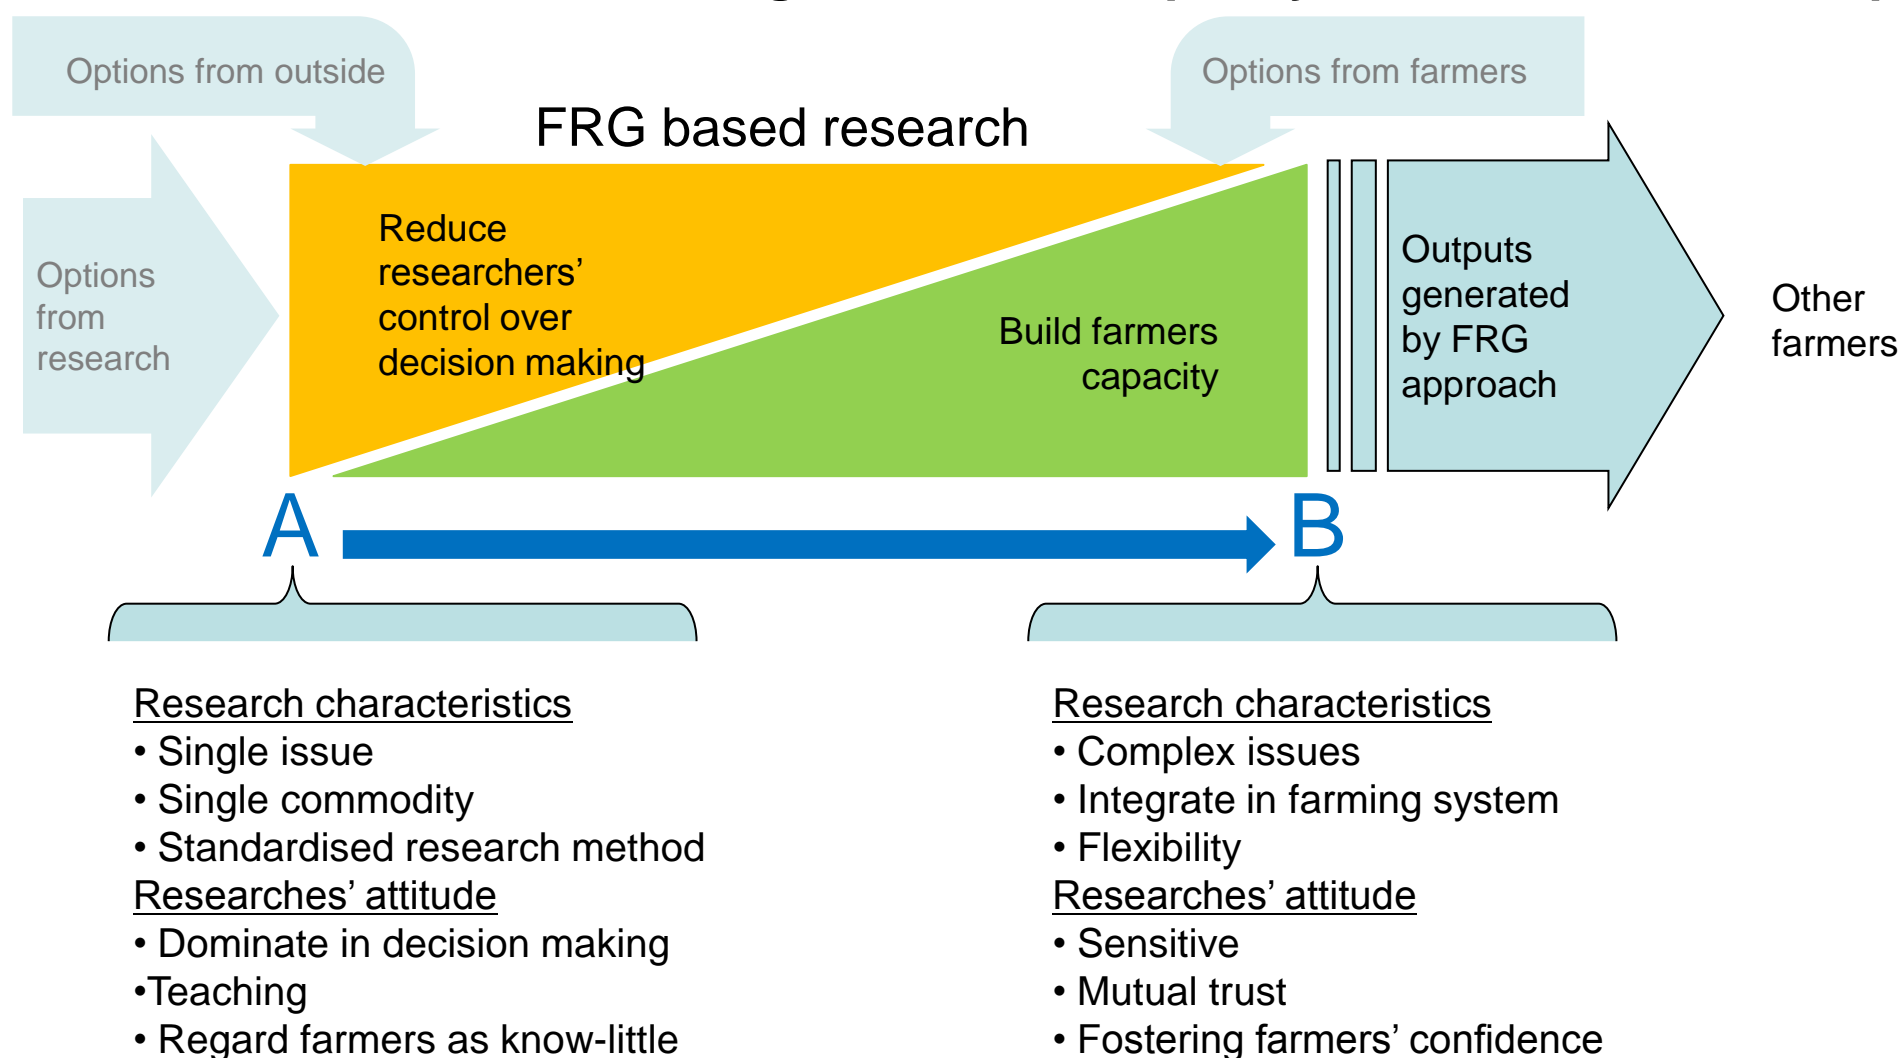 Options from outside
Options from farmers
FRG based research
Options
from
research
Reduce
researchers’
control over
decision making
Build farmers
capacity
Outputs
generated
by FRG
approach
Other
farmers
A
B
Research characteristics
• Single issue
• Single commodity
• Standardised research method
Researches’ attitude
• Dominate in decision making
•Teaching
• Regard farmers as know-little
Research characteristics
• Complex issues
• Integrate in farming system
• Flexibility
Researches’ attitude
• Sensitive
• Mutual trust
• Fostering farmers’ confidence